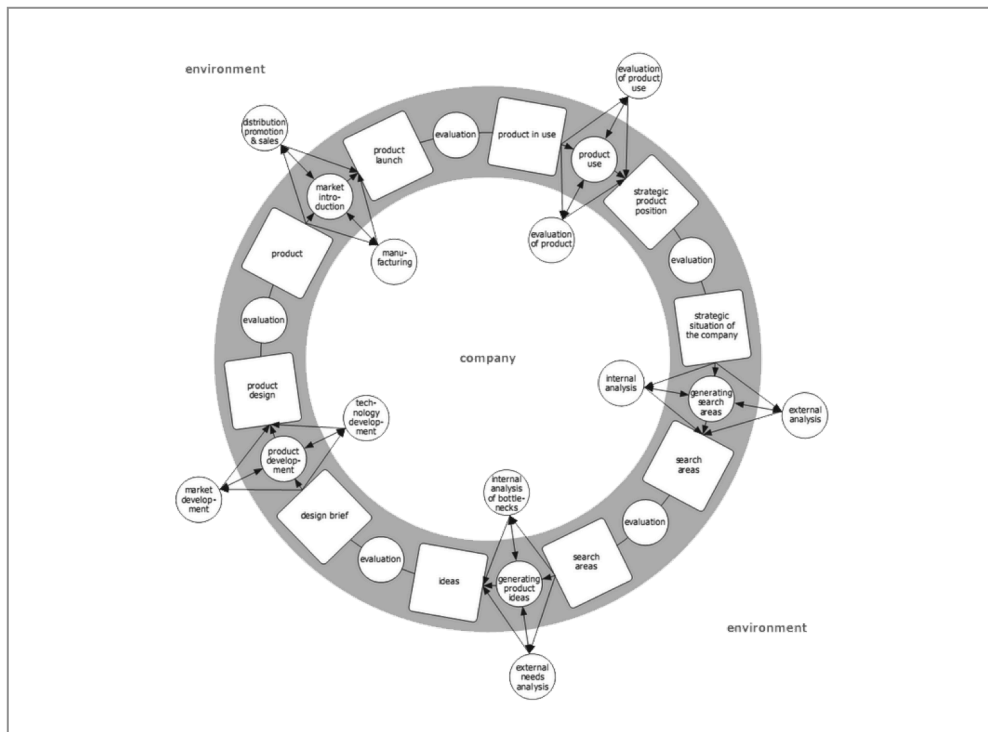 environment
evaluation
of product
use
distribution
promotion
& sales
evaluation
product in use
product
launch
product
use
market
intro-
duction
strategic
product
position
evaluation
of product
product
manu-
facturing
evaluation
evaluation
strategic
situation of
the company
company
internal
analysis
product
design
generating
search
areas
external
analysis
tech-
nology
develop-
ment
product
develop-
ment
search
areas
market
develop-
ment
internal
analysis
of bottle-
necks
design brief
evaluation
evaluation
search
areas
ideas
generating
product
ideas
environment
external
needs
analysis